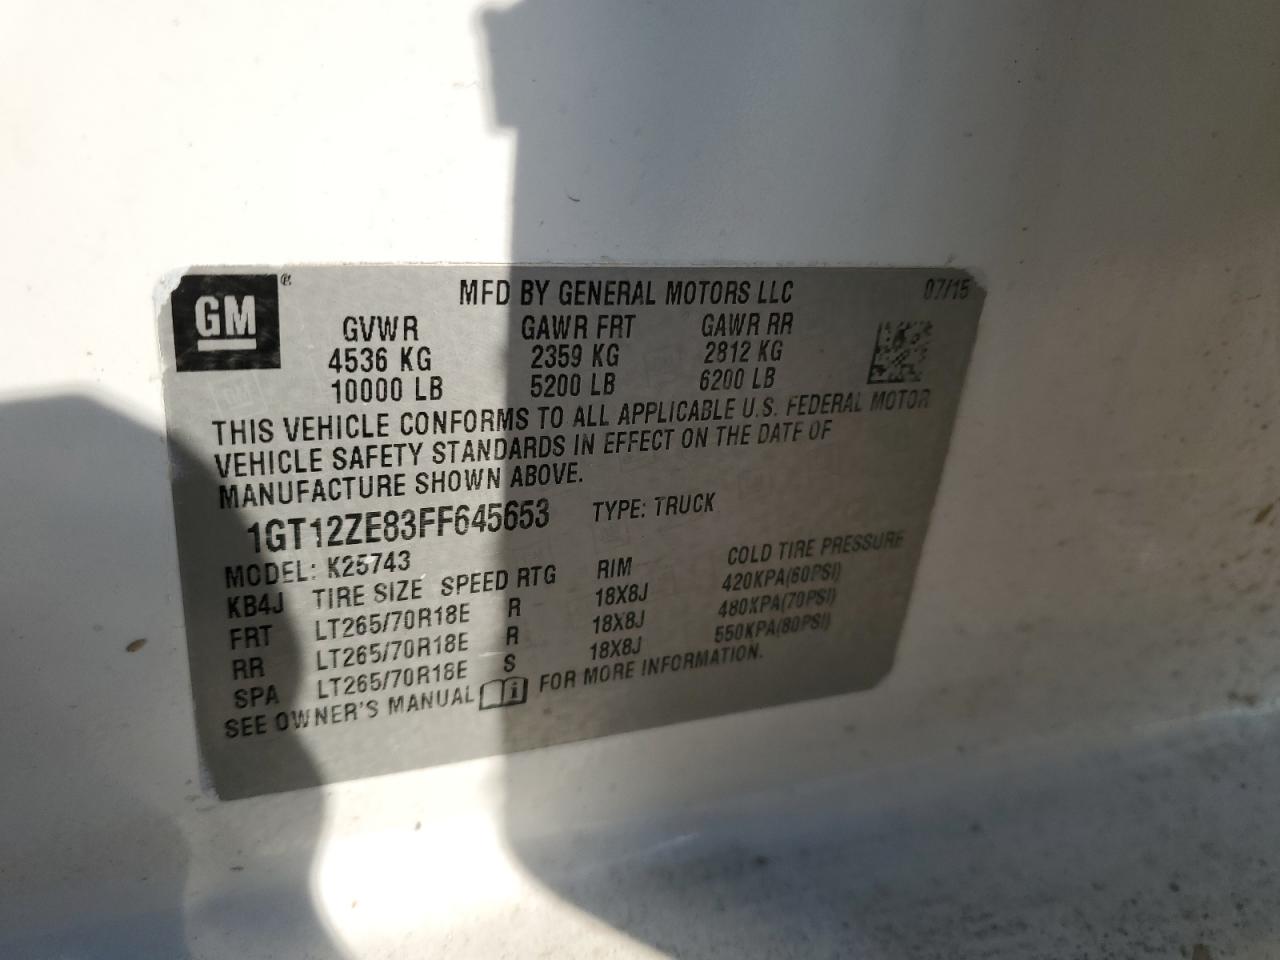 GM ®
MFD BY GENERAL MOTORS LLC 07/15
GVWR GAWR FRT GAWR RR
4536 KG 2359 KG 2812 KG
10000 LB 5200 LB 6200 LB
THIS VEHICLE CONFORMS TO ALL APPLICABLE U.S. FEDERAL MOTOR
VEHICLE SAFETY STANDARDS IN EFFECT ON THE DATE OF
MANUFACTURE SHOWN ABOVE.
1GT12ZE83FF645653 TYPE: TRUCK
MODEL: K25743
KB4J TIRE SIZE SPEED RTG RIM COLD TIRE PRESSURE
FRT LT265/70R18E R 18X8J 420KPA(60PSI)
RR LT265/70R18E R 18X8J 480KPA(70PSI)
SPA LT265/70R18E S 18X8J 550KPA(80PSI)
SEE OWNER'S MANUAL i FOR MORE INFORMATION.